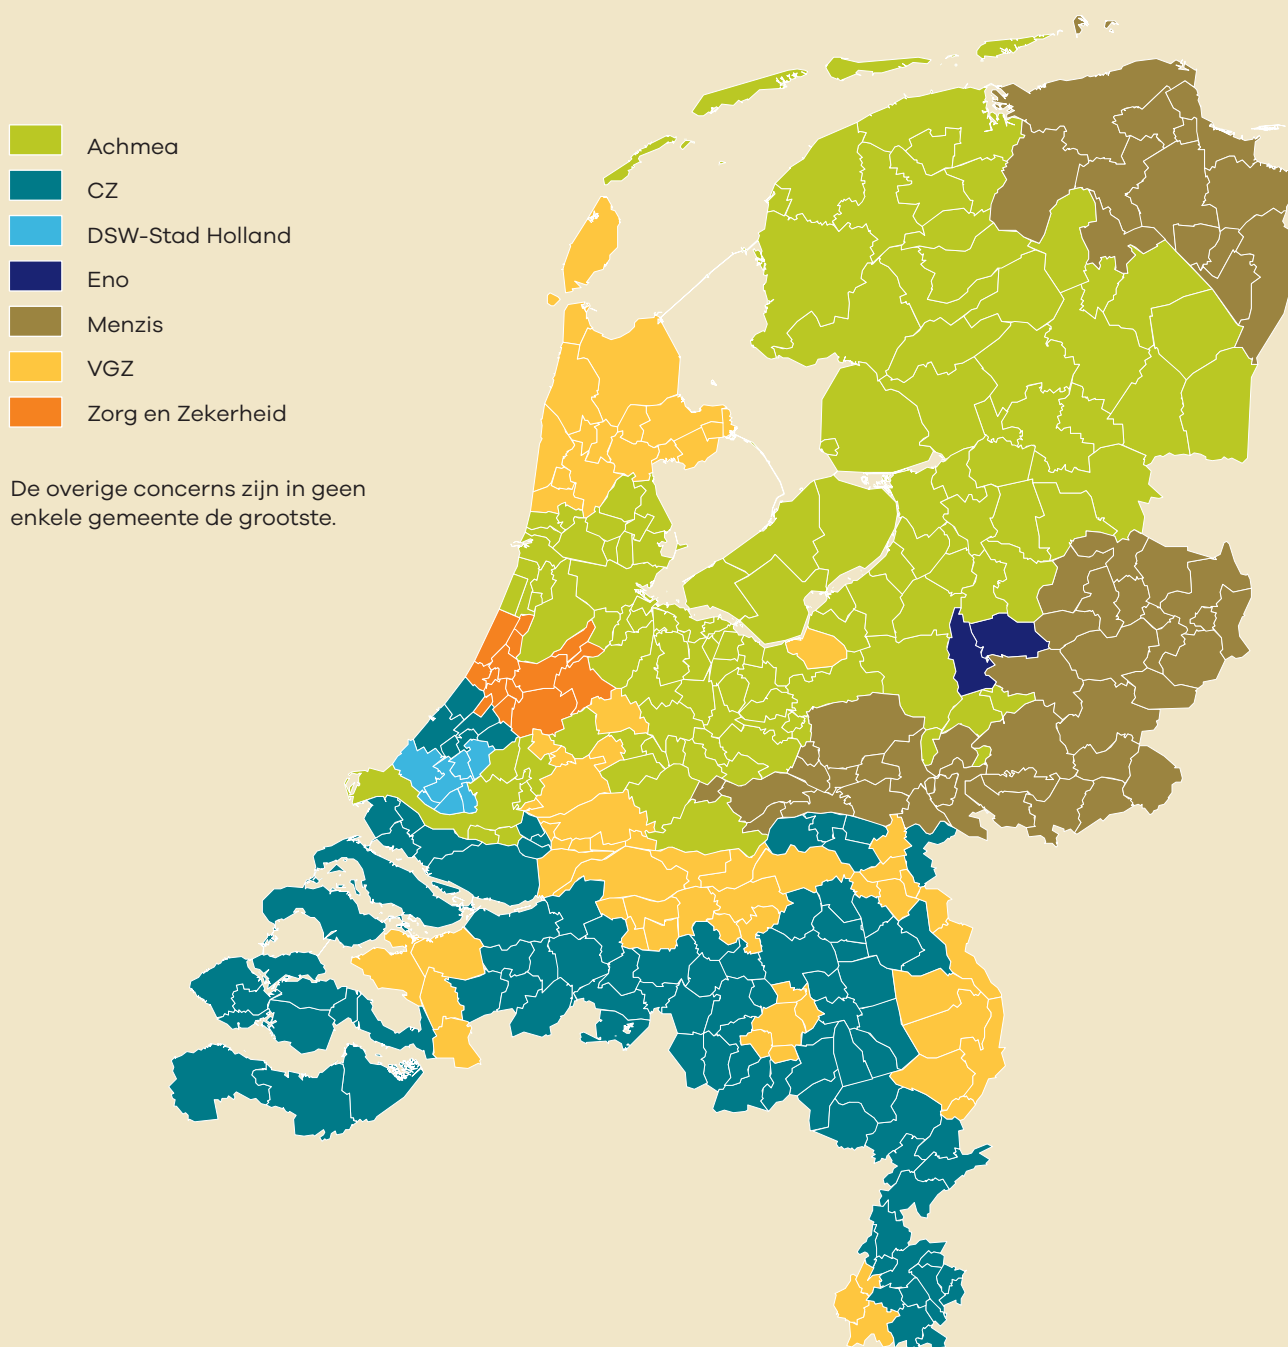 Achmea
CZ
DSW-Stad Holland
Eno
Menzis
VGZ
Zorg en Zekerheid
De overige concerns zijn in geen
enkele gemeente de grootste.